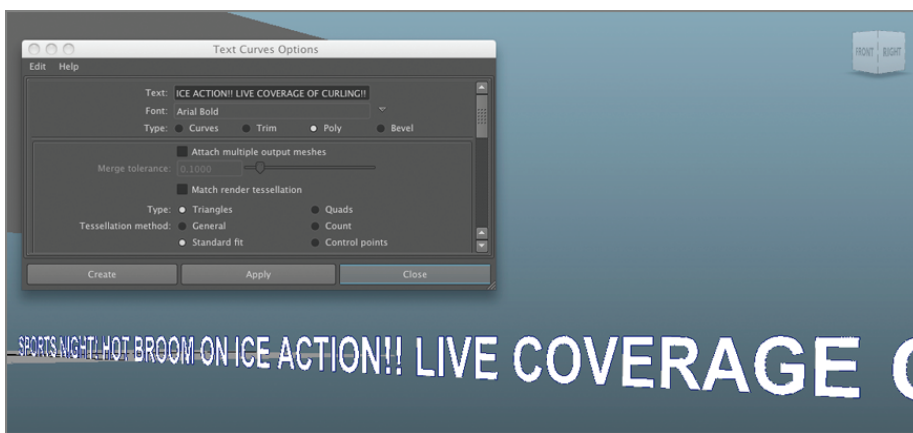 Text Curves Options
Edit Help
Text: ICE ACTION!! LIVE COVERAGE OF CURLING!!
Font: Arial Bold
Type: Curves Trim Poly Bevel
Attach multiple output meshes
Merge tolerance: 0.1000
Match render tessellation
Type: Triangles Quads
Tessellation method: General Count
Standard fit Control points
Create Apply Close
FRONT RIGHT
SPORTS NIGHT! HOT BROOM ON ICE ACTION!! LIVE COVERAGE